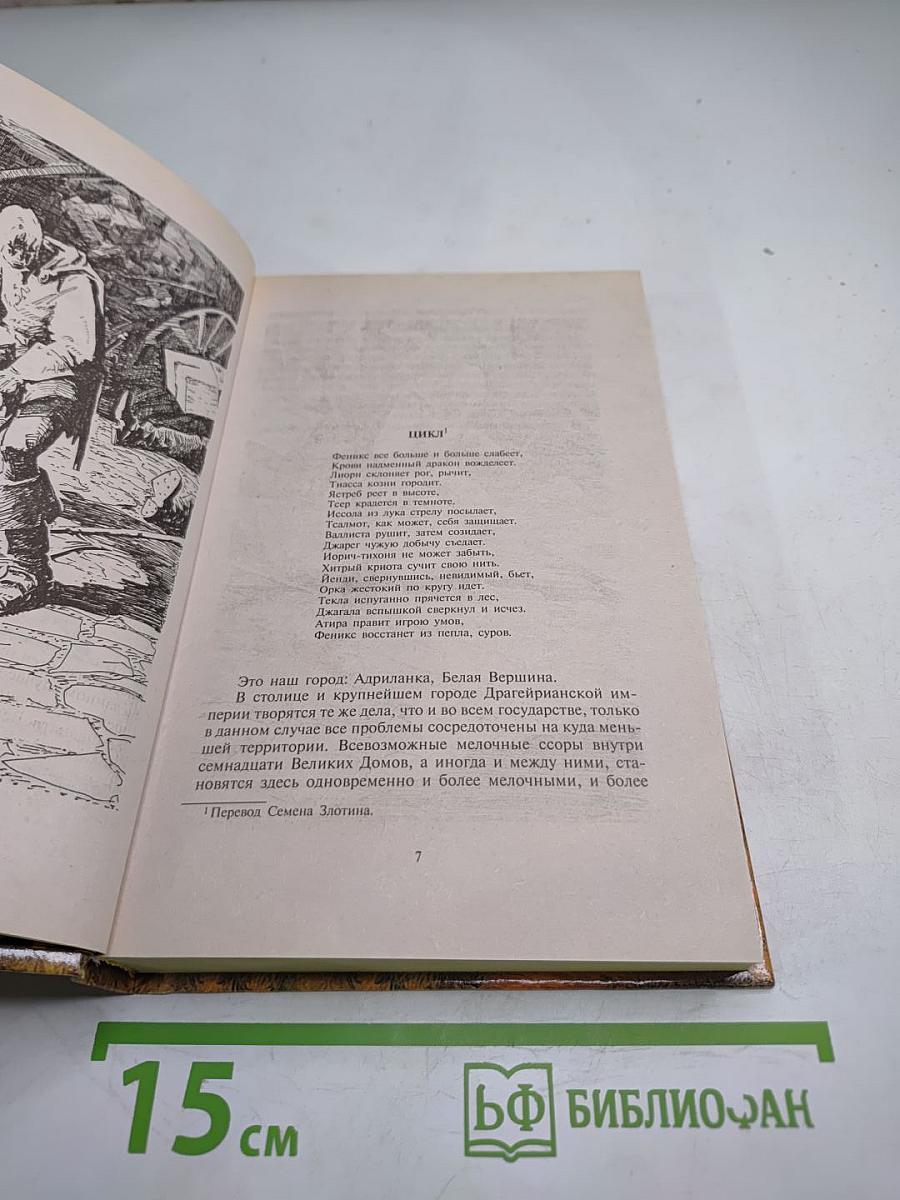 ЦИКЛ¹
Феникс все больше и больше слабеет,
Крови надменный дракон вожделеет.
Лиорн склоняет рог, рычит,
Тиасса козни городит.
Ястреб реет в высоте,
Тсер крадется в темноте.
Иссола из лука стрелу посылает,
Тсалмот, как может, себя защищает.
Валлиста рушит, затем созидает,
Джарег чужую добычу съедает.
Иорич-тихоня не может забыть,
Хитрый криота сучит свою нить.
Йенди, свернувшись, невидимый, бьет,
Орка жестокий по кругу идет.
Текла испуганно прячется в лес,
Джагала вспышкой сверкнул и исчез.
Атира правит игрою умов,
Феникс восстанет из пепла, суров.
Это наш город: Адриланка, Белая Вершина.
В столице и крупнейшем городе Драгейрианской им-
перии творятся те же дела, что и во всем государстве, только
в данном случае все проблемы сосредоточены на куда мень-
шей территории. Всевозможные мелочные ссоры внутри
семнадцати Великих Домов, а иногда и между ними, ста-
новятся здесь одновременно и более мелочными, и более
¹ Перевод Семена Злотина.
7
15 см
БФ БИБЛИОФАН